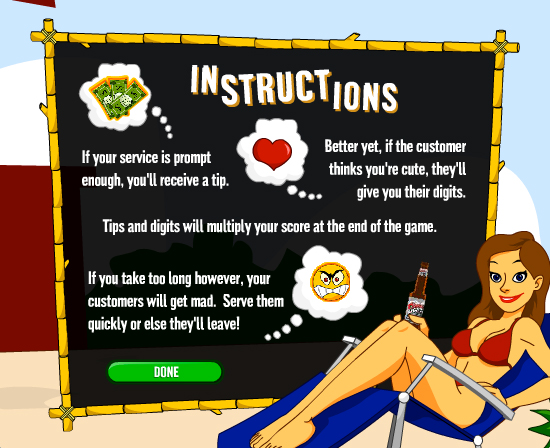 INSTRUCTIONS
If your service is prompt
enough, you'll receive a tip.
Better yet, if the customer
thinks you're cute, they'll
give you their digits.
Tips and digits will multiply your score at the end of the game.
If you take too long however, your
customers will get mad.  Serve them
quickly or else they'll leave!
DONE